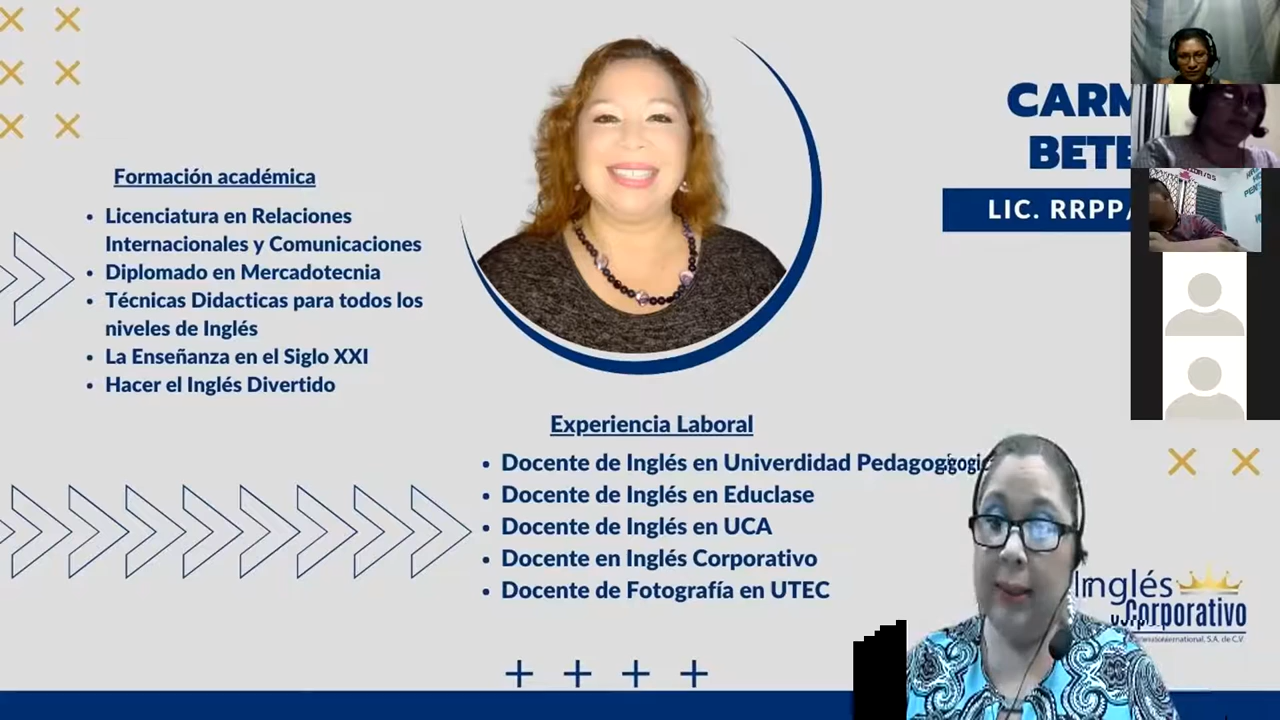 Formación académica
Licenciatura en Relaciones
Internacionales y Comunicaciones
Diplomado en Mercadotecnia
Técnicas Didacticas para todos los
niveles de Inglés
La Enseñanza en el Siglo XXI
Hacer el Inglés Divertido
CARM
BETE
LIC. RRPP/
Experiencia Laboral
Docente de Inglés en Univerdidad
Docente de Inglés en Educlase
Docente de Inglés en UCA
Docente en Inglés Corporativo
Docente de Fotografía en UTEC
Inglés
Corporativo